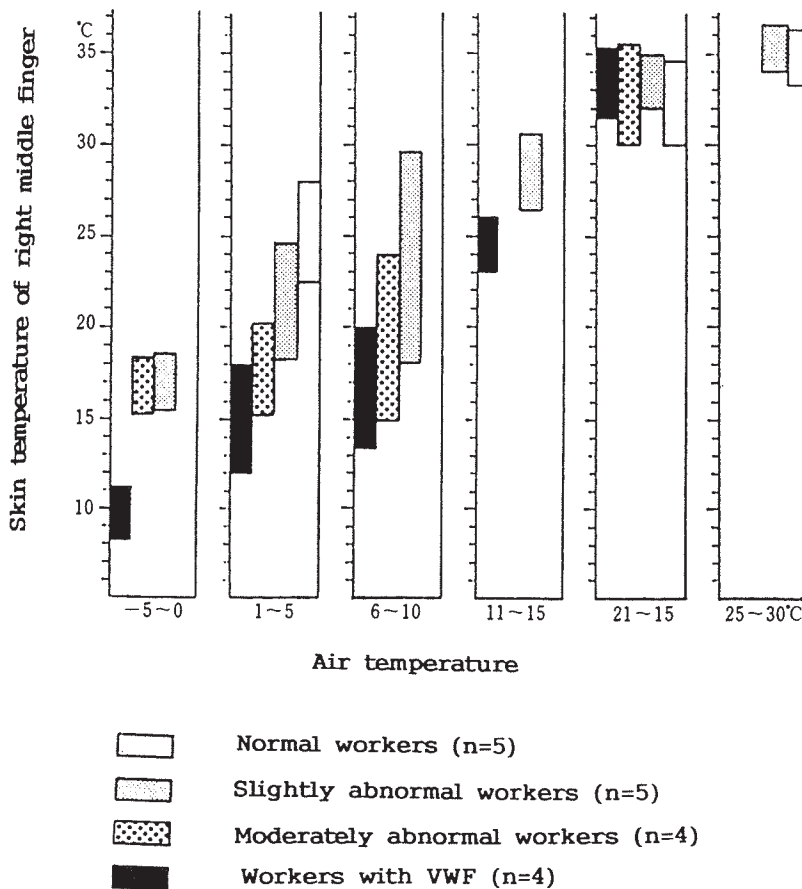 °C
35
30
25
20
15
10
Skin temperature of right middle finger
−5~0
1~5
6~10
11~15
21~15
25~30°C
Air temperature
Normal workers (n=5)
Slightly abnormal workers (n=5)
Moderately abnormal workers (n=4)
Workers with VWF (n=4)